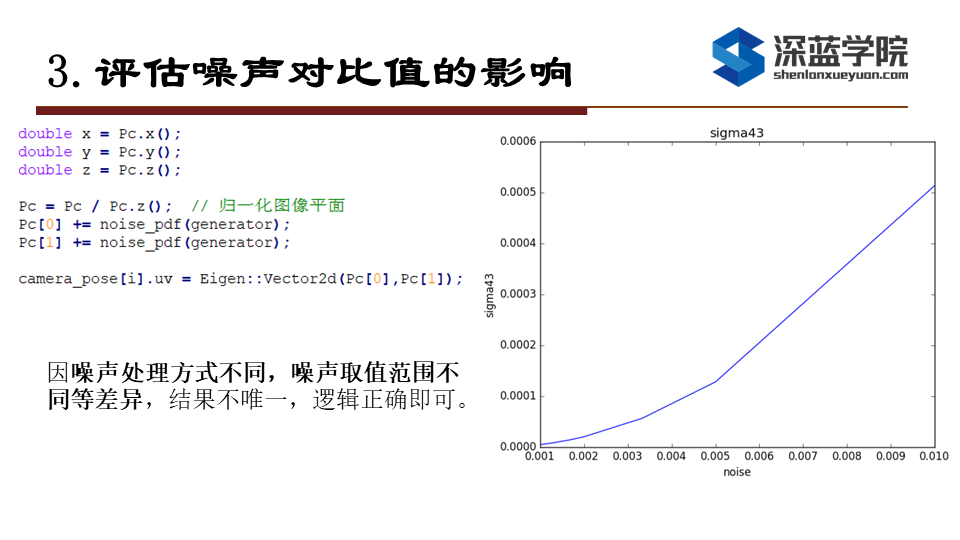 3.评估噪声对比值的影响
深蓝学院
shenlanxueyuan.com
double x = Pc.x();
double y = Pc.y();
double z = Pc.z();
Pc = Pc / Pc.z();  // 归一化图像平面
Pc[0] += noise_pdf(generator);
Pc[1] += noise_pdf(generator);
camera_pose[i].uv = Eigen::Vector2d(Pc[0],Pc[1]);
因噪声处理方式不同，噪声取值范围不
同等差异，结果不唯一，逻辑正确即可。
sigma43
0.0006
0.0005
0.0004
0.0003
0.0002
0.0001
0.0000
sigma43
0.001 0.002 0.003 0.004 0.005 0.006 0.007 0.008 0.009 0.010
noise